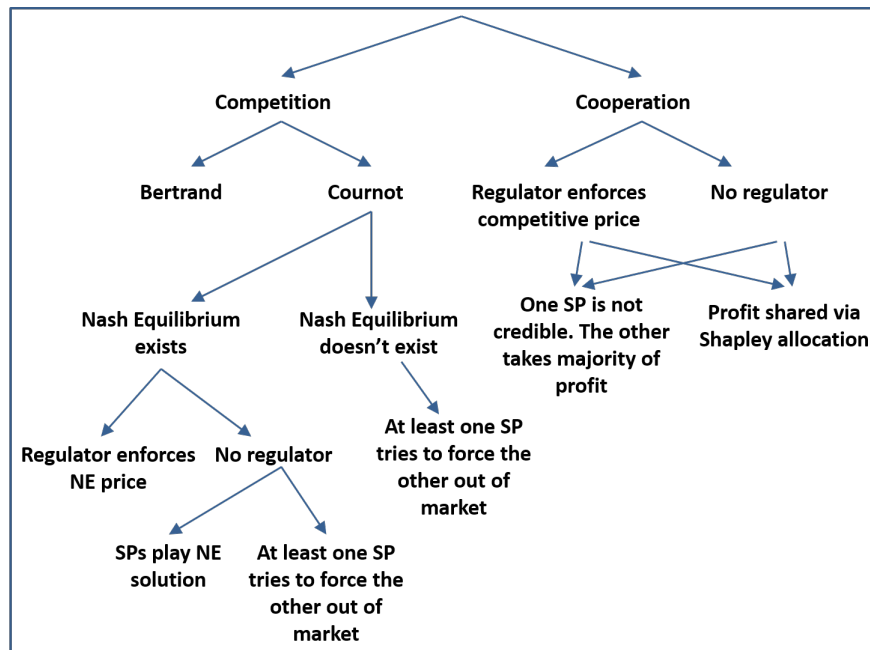 Competition
Cooperation
Bertrand
Cournot
Regulator enforces
competitive price
No regulator
Nash Equilibrium
exists
Nash Equilibrium
doesn't exist
One SP is not
credible. The other
takes majority of
profit
Profit shared via
Shapley allocation
Regulator enforces
NE price
No regulator
At least one SP
tries to force the
other out of
market
SPs play NE
solution
At least one SP
tries to force the
other out of
market